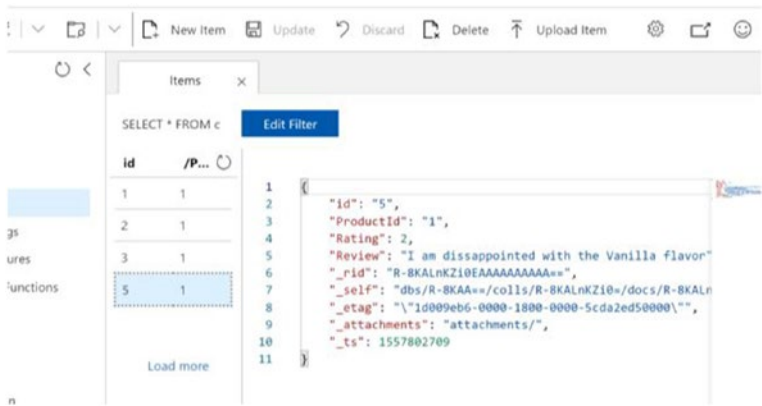 New Item Update Discard Delete Upload Item
Items
SELECT * FROM c Edit Filter
id /P...
1 1
2 1
3 1
5 1
Load more
gs
ures
Functions
n
1 {
2 "id": "5",
3 "ProductId": "1",
4 "Rating": 2,
5 "Review": "I am dissappointed with the Vanilla flavor"
6 "_rid": "R-8KALnKZi0EAAAAAAAAAA==",
7 "_self": "dbs/R-8KAA==/colls/R-8KALnKZi0=/docs/R-8KALn
8 "_etag": "\"1d009eb6-0000-1800-0000-5cda2ed50000\"",
9 "_attachments": "attachments/",
10 "_ts": 1557802709
11 }